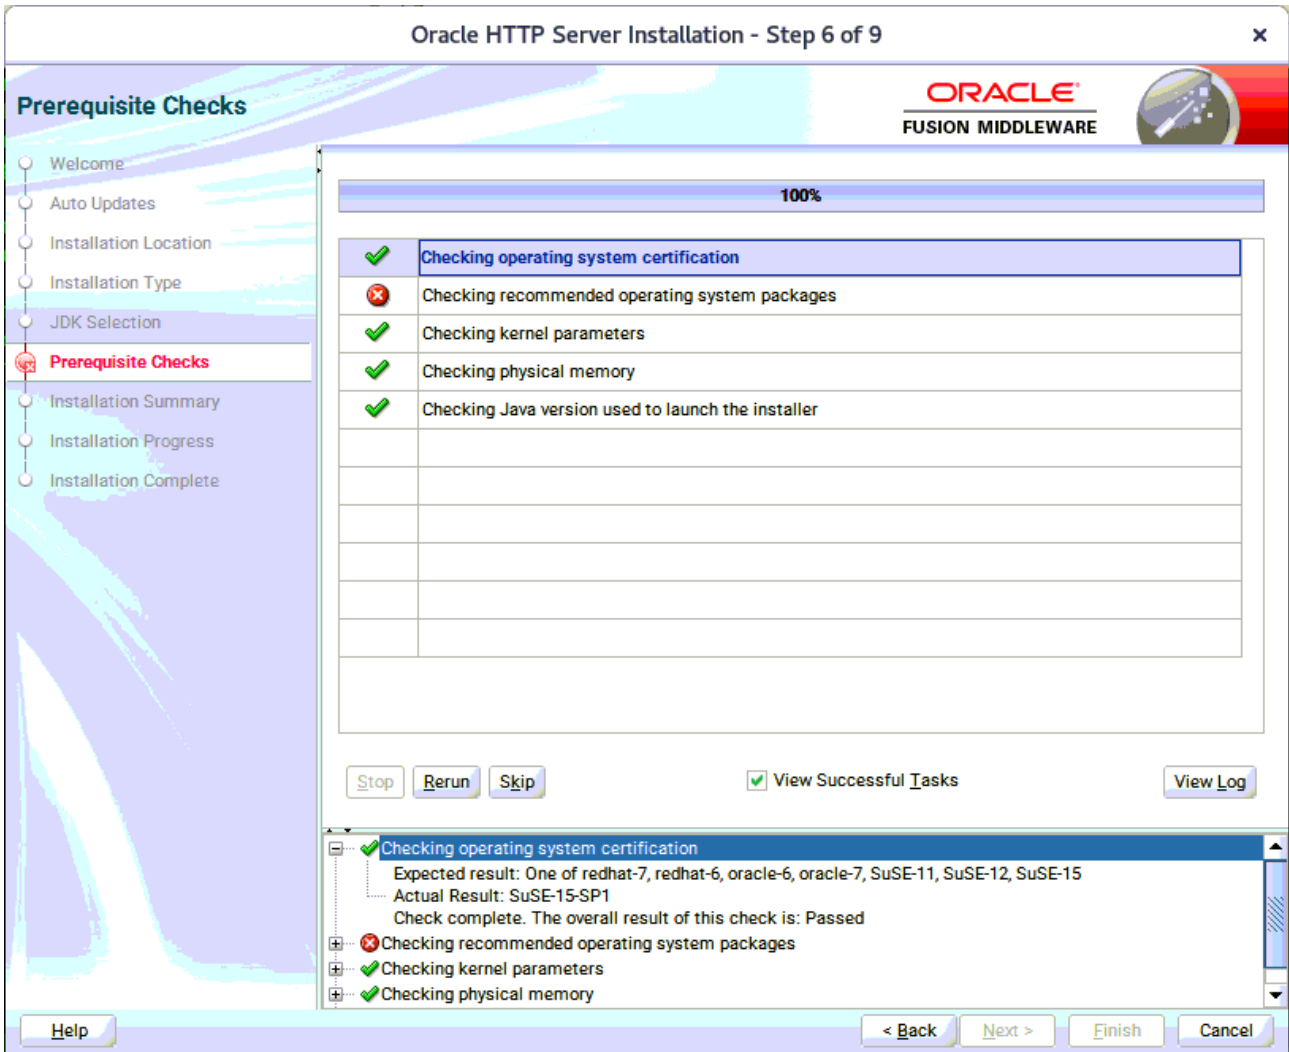 Oracle HTTP Server Installation - Step 6 of 9
Prerequisite Checks
ORACLE
FUSION MIDDLEWARE
Welcome
Auto Updates
Installation Location
Installation Type
JDK Selection
Prerequisite Checks
Installation Summary
Installation Progress
Installation Complete
100%
Checking operating system certification
Checking recommended operating system packages
Checking kernel parameters
Checking physical memory
Checking Java version used to launch the installer
Stop Rerun Skip View Successful Tasks View Log
Checking operating system certification
Expected result: One of redhat-7, redhat-6, oracle-6, oracle-7, SuSE-11, SuSE-12, SuSE-15
Actual Result: SuSE-15-SP1
Check complete. The overall result of this check is: Passed
Checking recommended operating system packages
Checking kernel parameters
Checking physical memory
Help < Back Next > Finish Cancel